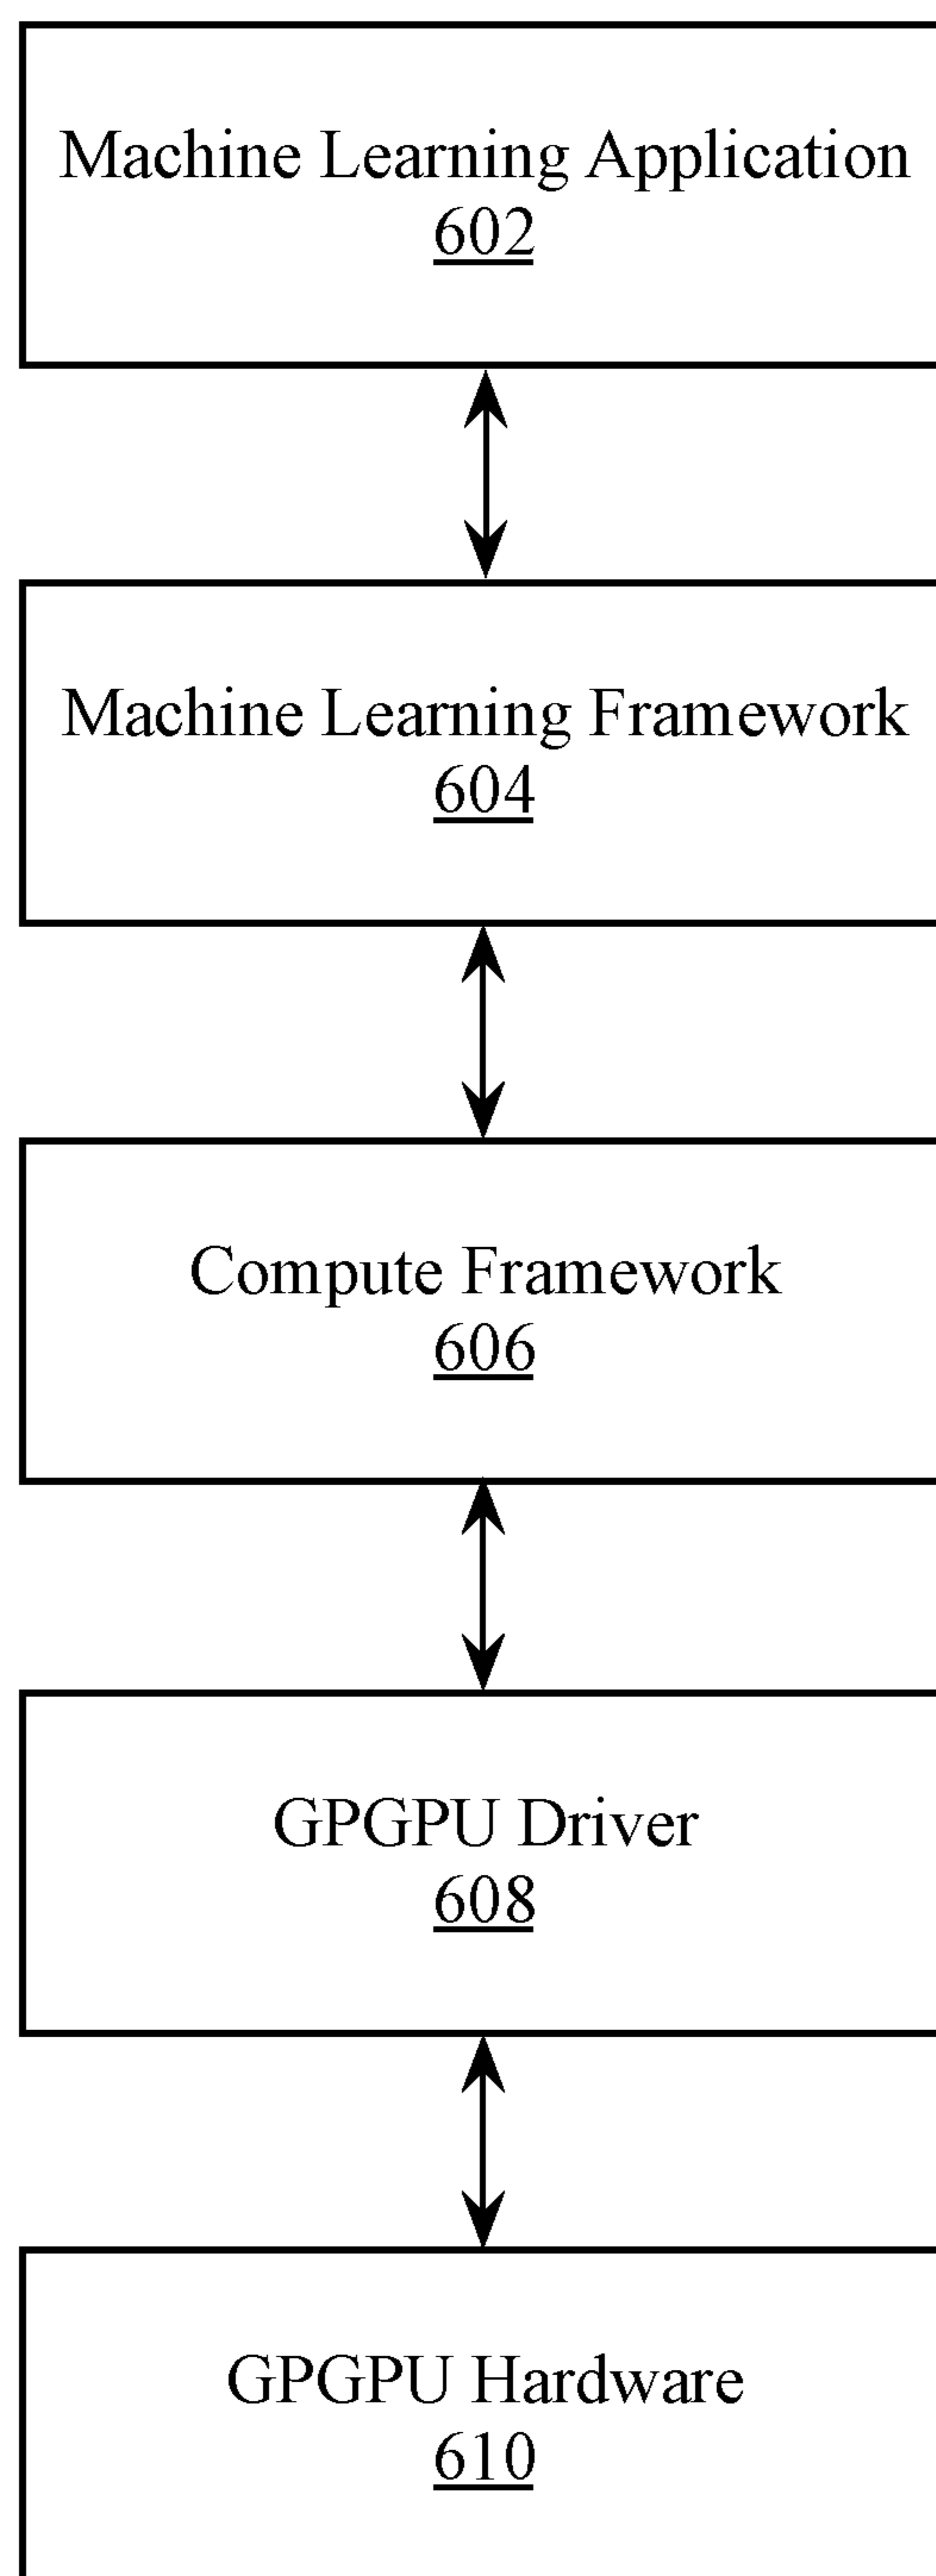 Machine Learning Application
602
Machine Learning Framework
604
Compute Framework
606
GPGPU Driver
608
GPGPU Hardware
610